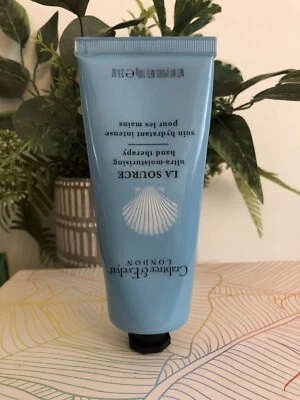 Crabtree & Evelyn
LONDON
LA SOURCE
ultra-moisturising
hand therapy
soin hydratant intense
pour les mains